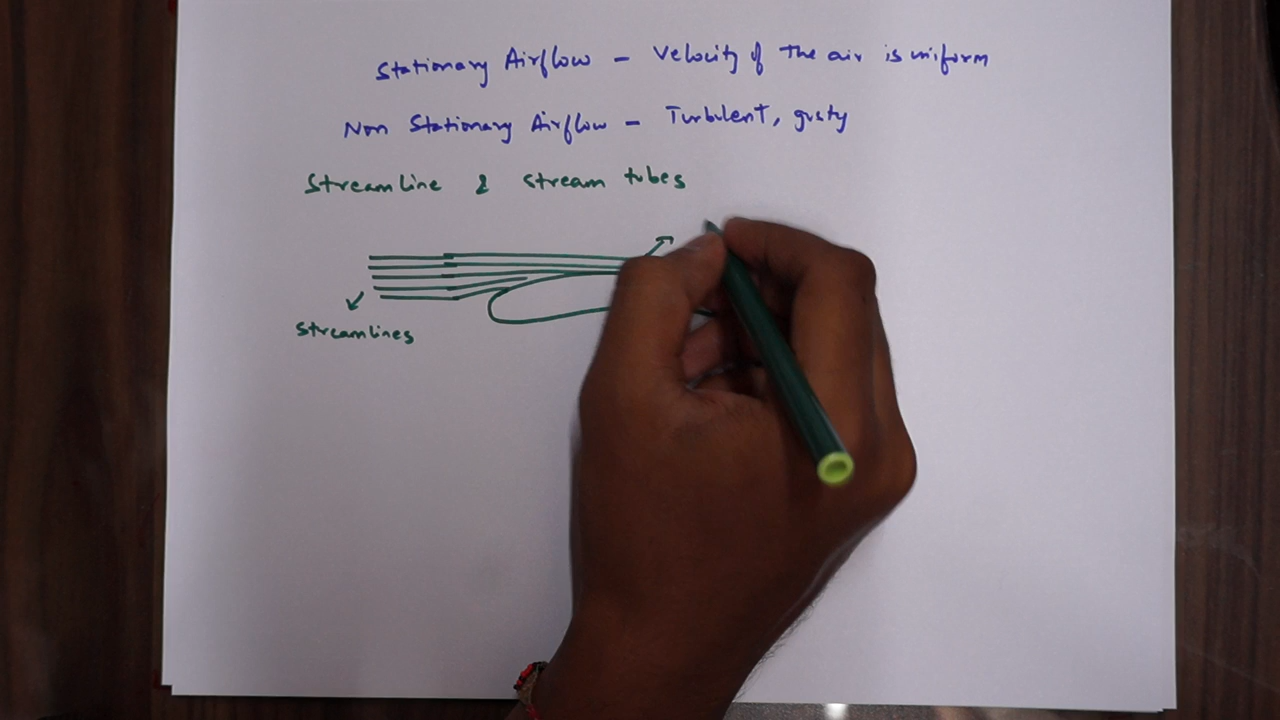 Stationary Airflow - Velocity of the air is uniform
Non Stationary Airflow - Turbulent, gusty
Streamline & stream tubes
Streamlines